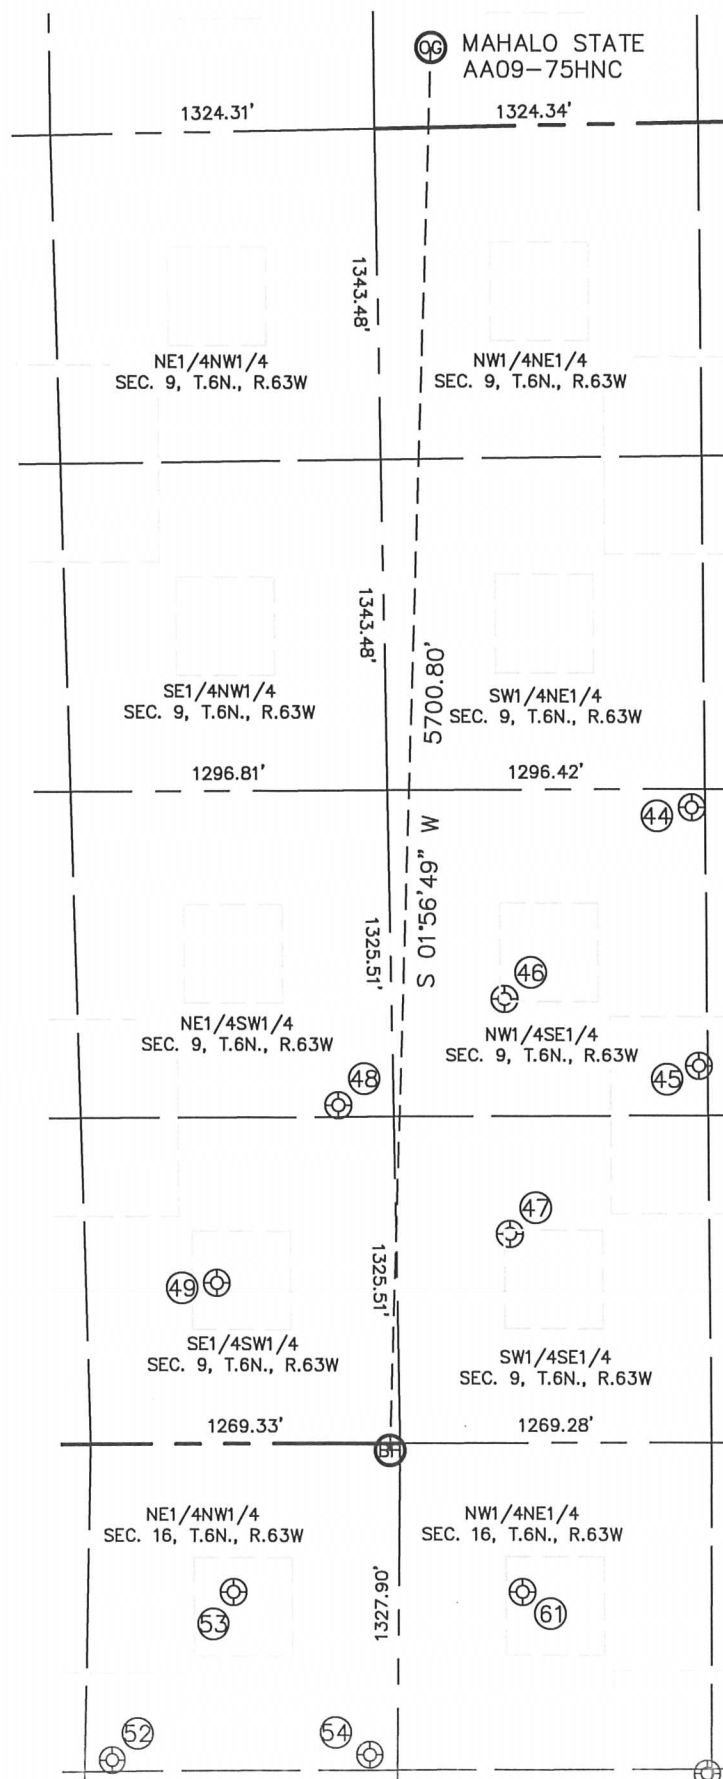 OG MAHALO STATE
AA09-75HNC
1324.31' 1324.34'
1343.48'
NE1/4NW1/4
SEC. 9, T.6N., R.63W
NW1/4NE1/4
SEC. 9, T.6N., R.63W
1343.48'
5700.80'
SE1/4NW1/4
SEC. 9, T.6N., R.63W
SW1/4NE1/4
SEC. 9, T.6N., R.63W
1296.81' 1296.42'
44
S 01.56'49" W
1325.51'
46
NE1/4SW1/4
SEC. 9, T.6N., R.63W
NW1/4SE1/4
SEC. 9, T.6N., R.63W
48
45
47
1325.51'
49
SE1/4SW1/4
SEC. 9, T.6N., R.63W
SW1/4SE1/4
SEC. 9, T.6N., R.63W
1269.33' 1269.28'
BH
NE1/4NW1/4
SEC. 16, T.6N., R.63W
NW1/4NE1/4
SEC. 16, T.6N., R.63W
1327.90'
53
61
52
54